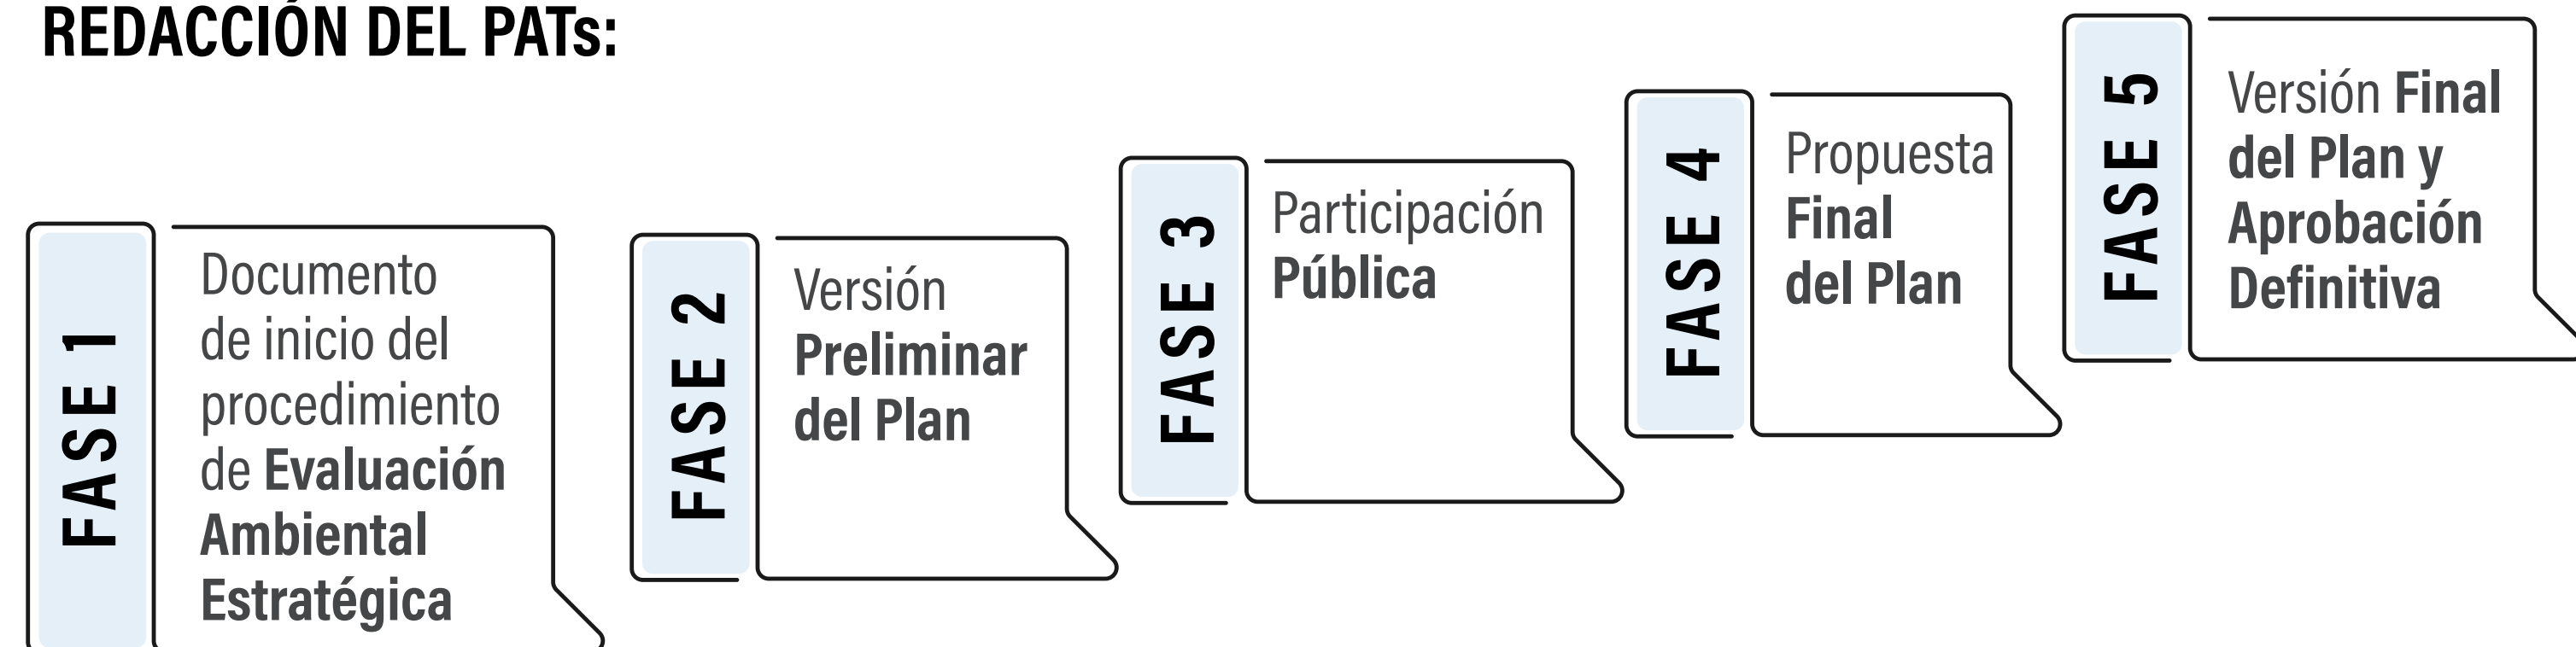 REDACCIÓN DEL PATs:
FASE 1
Documento
de inicio del
procedimiento
de Evaluación
Ambiental
Estratégica
FASE 2
Versión
Preliminar
del Plan
FASE 3
Participación
Pública
FASE 4
Propuesta
Final
del Plan
FASE 5
Versión Final
del Plan y
Aprobación
Definitiva